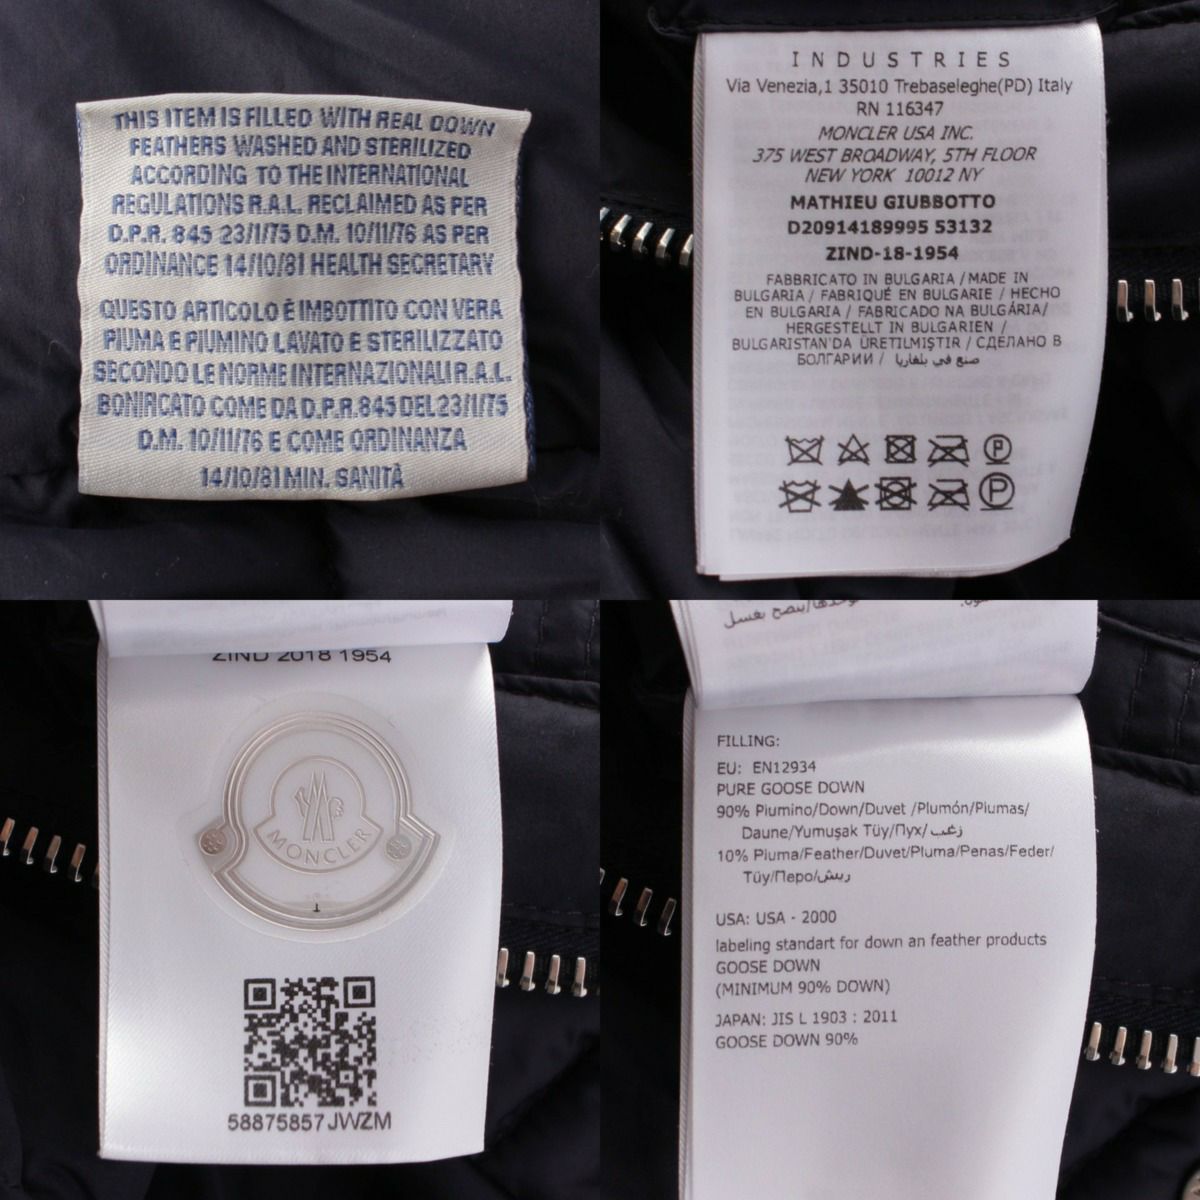 THIS ITEM IS FILLED WITH REAL DOWN
FEATHERS WASHED AND STERILIZED
ACCORDING TO THE INTERNATIONAL
REGULATIONS R.A.L. RECLAIMED AS PER
D.P.R. 845 23/1/75 D.M. 10/11/76 AS PER
ORDINANCE 14/10/81 HEALTH SECRETARY
QUESTO ARTICOLO È IMBOTTITO CON VERA
PIUMA E PIUMINO LAVATO E STERILIZZATO
SECONDO LE NORME INTERNAZIONALI R.A.L.
BONIFICATO COME DA D.P.R. 845 DEL 23/1/75
D.M. 10/11/76 E COME ORDINANZA
14/10/81 MIN. SANITÀ
INDUSTRIES
Via Venezia,1 35010 Trebaseleghe(PD) Italy
RN 116347
MONCLER USA INC.
375 WEST BROADWAY, 5TH FLOOR
NEW YORK 10012 NY
MATHIEU GIUBBOTTO
D20914189995 53132
ZIND-18-1954
FABBRICATO IN BULGARIA / MADE IN
BULGARIA / FABRIQUÉ EN BULGARIE / HECHO
EN BULGARIA / FABRICADO NA BULGÁRIA/
HERGESTELLT IN BULGARIEN /
BULGARISTAN'DA ÜRETILMIŞTIR / СДЕЛАНО В
БОЛГАРИИ / صنع في بلغاريا
P
P
ZIND 2018 1954
MONCLER
58875857JWZM
FILLING:
EU: EN12934
PURE GOOSE DOWN
90% Piumino/Down/Duvet /Plumón/Plumas/
Daune/Yumuşak Tüy/Пух/زغب
10% Piuma/Feather/Duvet/Pluma/Penas/Feder/
Tüy/Перо/ريش
USA: USA - 2000
labeling standart for down an feather products
GOOSE DOWN
(MINIMUM 90% DOWN)
JAPAN: JIS L 1903 : 2011
GOOSE DOWN 90%